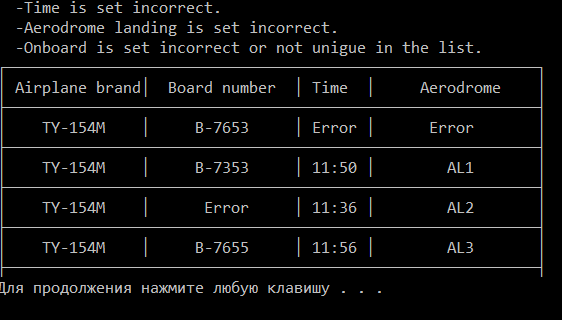 -Time is set incorrect.
-Aerodrome landing is set incorrect.
-Onboard is set incorrect or not unigue in the list.
Airplane brand Board number Time Aerodrome
TY-154M B-7653 Error Error
TY-154M B-7353 11:50 AL1
TY-154M Error 11:36 AL2
TY-154M B-7655 11:56 AL3
Для продолжения нажмите любую клавишу . . .